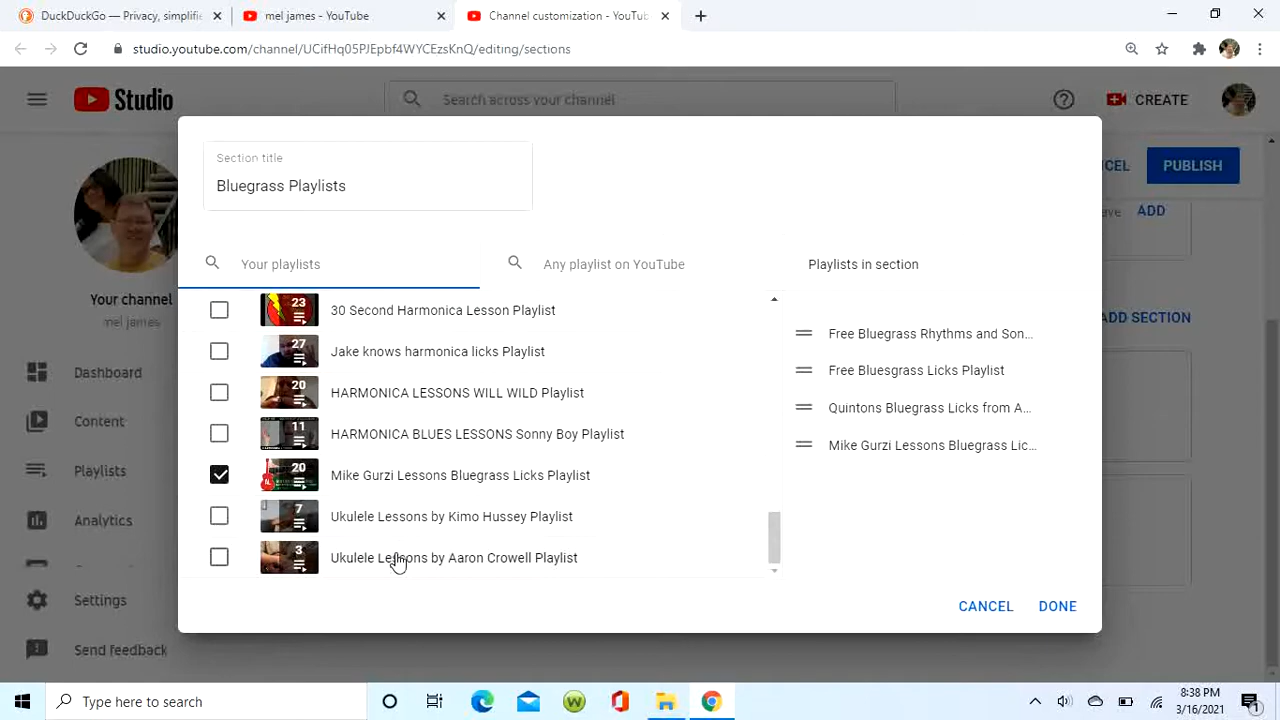 DuckDuckGo — Privacy, simplifi
mel james - YouTube
Channel customization - YouTub
studio.youtube.com/channel/UCifHq05PJEpbf4WYCEzsKnQ/editing/sections
Studio
Search across your channel
CREATE
Section title
Bluegrass Playlists
CEL
PUBLISH
ADD
Your playlists
Any playlist on YouTube
Playlists in section
Your channel
mel james
Dashboard
Content
Playlists
Analytics
Settings
Send feedback
23
30 Second Harmonica Lesson Playlist
27
Jake knows harmonica licks Playlist
20
HARMONICA LESSONS WILL WILD Playlist
11
HARMONICA BLUES LESSONS Sonny Boy Playlist
20
Mike Gurzi Lessons Bluegrass Licks Playlist
7
Ukulele Lessons by Kimo Hussey Playlist
3
Ukulele Lessons by Aaron Crowell Playlist
Free Bluegrass Rhythms and Son...
Free Bluesgrass Licks Playlist
Quintons Bluegrass Licks from A...
Mike Gurzi Lessons Bluegrass Lic...
ADD SECTION
CANCEL
DONE
Type here to search
8:38 PM
3/16/2021